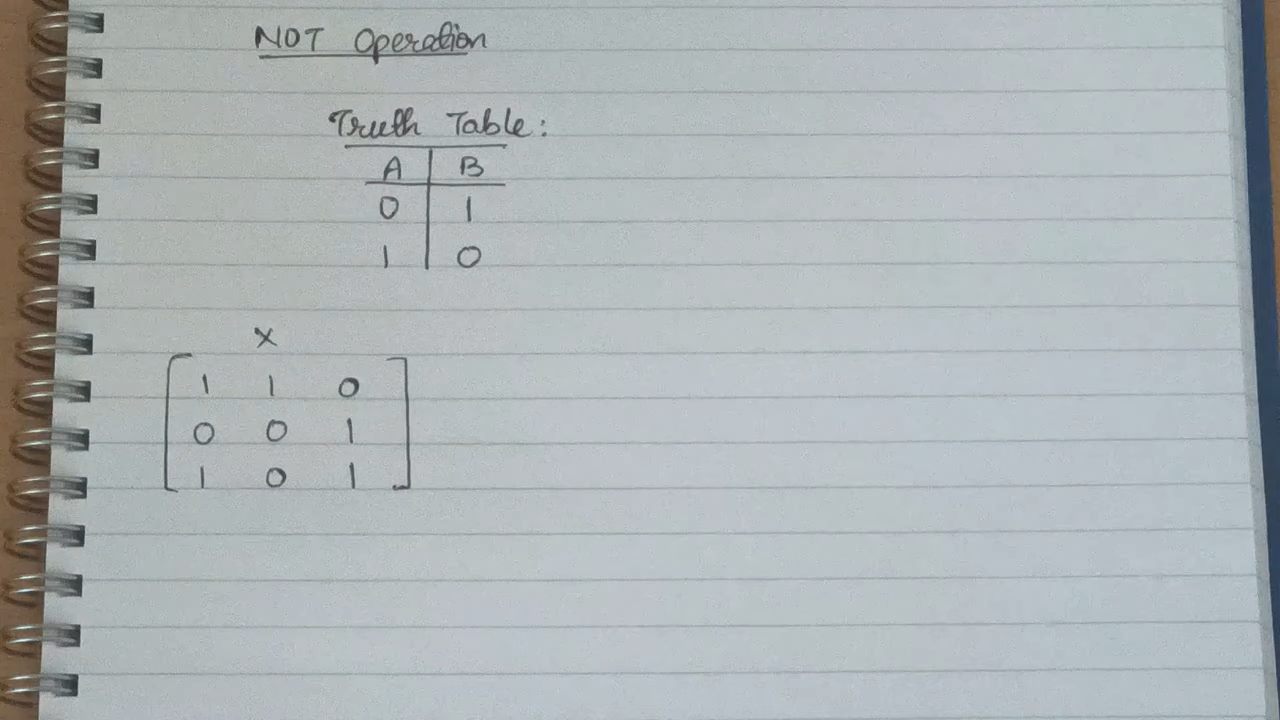 NOT Operation
Truth Table:
A B
0 1
1 0
X
1 1 0
0 0 1
1 0 1